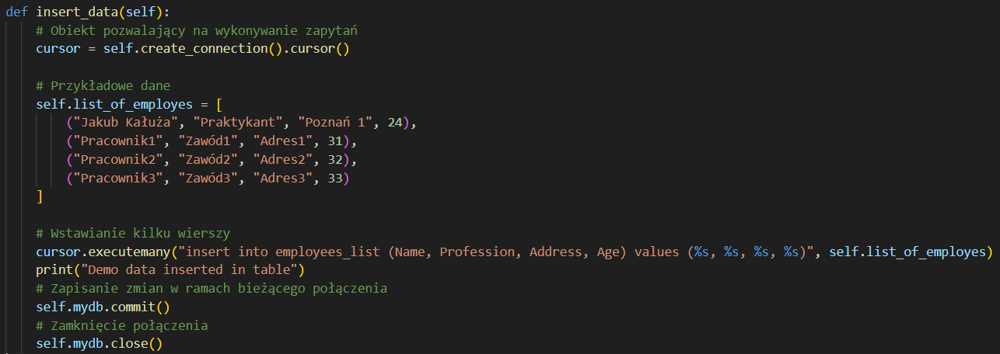 def insert_data(self):
# Obiekt pozwalający na wykonywanie zapytań
cursor = self.create_connection().cursor()
# Przykładowe dane
self.list_of_employes = [
("Jakub Kałuża", "Praktykant", "Poznań 1", 24),
("Pracownik1", "Zawód1", "Adres1", 31),
("Pracownik2", "Zawód2", "Adres2", 32),
("Pracownik3", "Zawód3", "Adres3", 33)
]
# Wstawianie kilku wierszy
cursor.executemany("insert into employees_list (Name, Profession, Address, Age) values (%s, %s, %s, %s)", self.list_of_employes)
print("Demo data inserted in table")
# Zapisanie zmian w ramach bieżącego połączenia
self.mydb.commit()
# Zamknięcie połączenia
self.mydb.close()